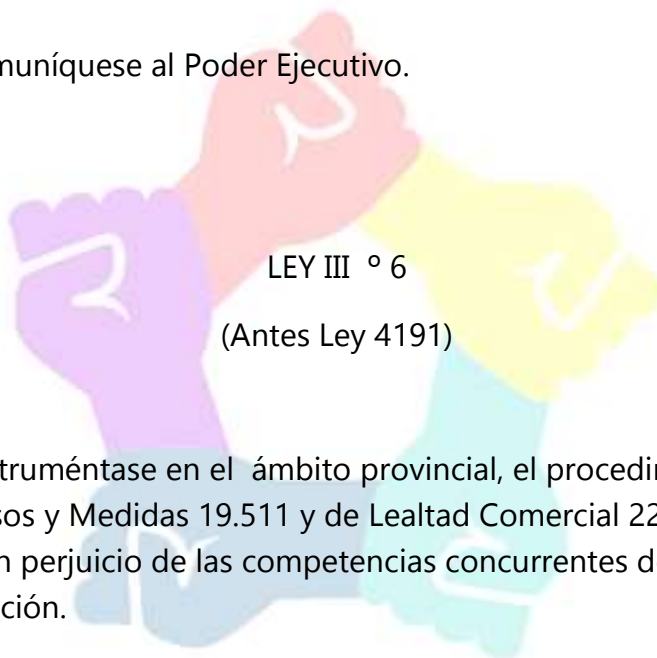 muníquese al Poder Ejecutivo.
LEY III º 6
(Antes Ley 4191)
truméntase en el ámbito provincial, el procedi
sos y Medidas 19.511 y de Lealtad Comercial 22
n perjuicio de las competencias concurrentes d
ción.